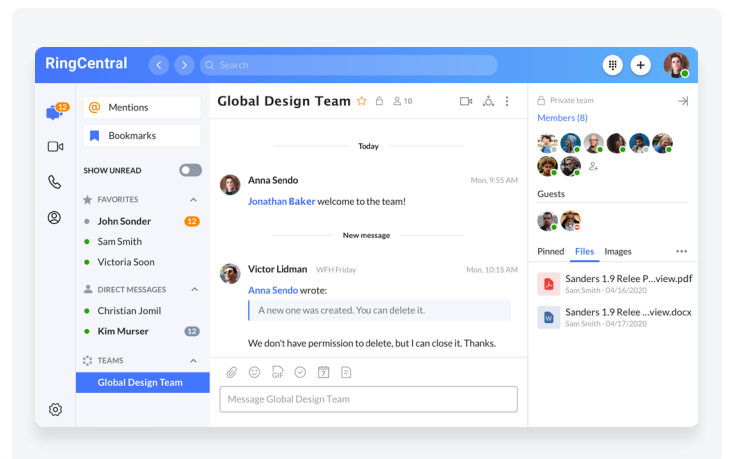 RingCentral
Search
12
Mentions
Bookmarks
SHOW UNREAD
FAVORITES
John Sonder 12
Sam Smith
Victoria Soon
DIRECT MESSAGES
Christian Jomil
Kim Murser 12
TEAMS
Global Design Team
Global Design Team 10
Today
Anna Sendo Mon, 9:55 AM
Jonathan Baker welcome to the team!
New message
Victor Lidman WFH Friday Mon, 10:15 AM
Anna Sendo wrote:
A new one was created. You can delete it.
We don't have permission to delete, but I can close it. Thanks.
GIF 7
Message Global Design Team
Private team
Members (8)
Guests
Pinned Files Images
Sanders 1.9 Relee P...view.pdf
Sam Smith · 04/16/2020
W
Sanders 1.9 Relee ...view.docx
Sam Smith · 04/17/2020